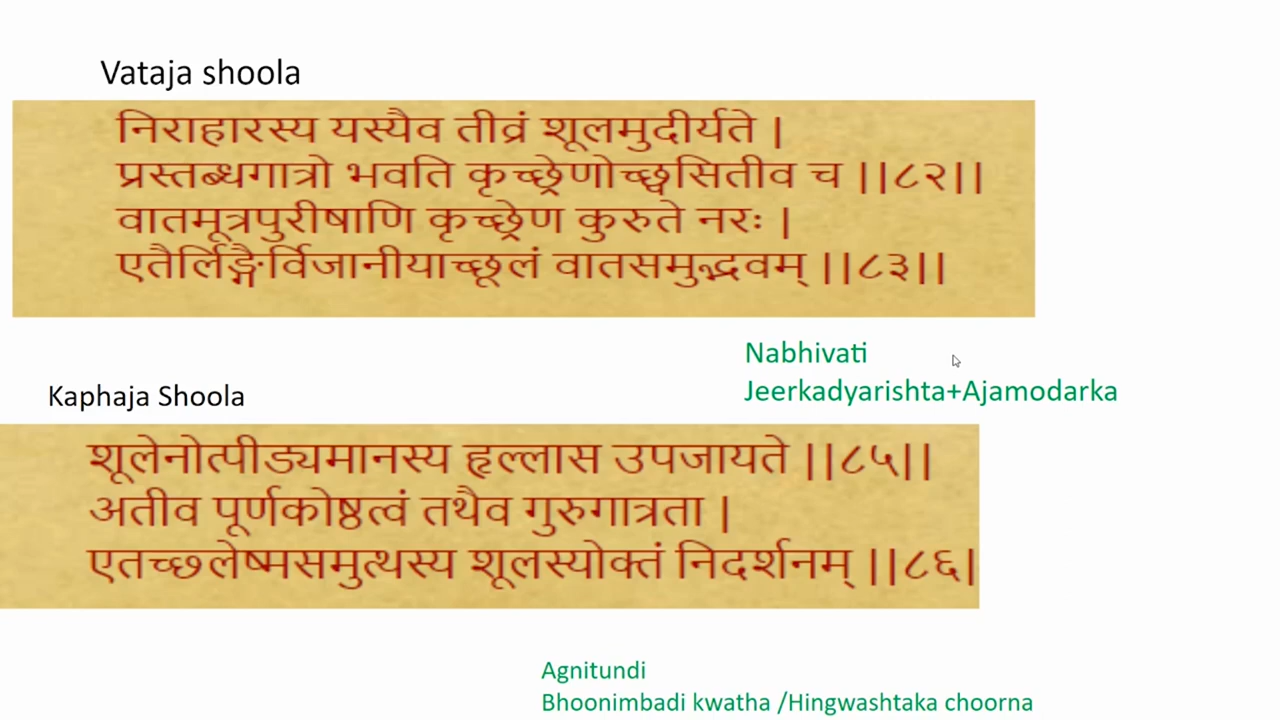 Vataja shoola
निराहारस्य यस्यैव तीव्रं शूलमुदीर्यते |
प्रस्तब्धगात्रो भवति कृच्छ्रेणोच्छ्वसितीव च ||८२||
वातमूत्रपुरीषाणि कृच्छ्रेण कुरुते नरः |
एतैर्लिङ्गैर्विजानीयाच्छूलं वातसमुद्भवम् ||८३||
Nabhivati
Jeerkadyarishta+Ajamodarka
Kaphaja Shoola
शूलेनोत्पीड्यमानस्य हृल्लास उपजायते ||८५||
अतीव पूर्णकोष्ठत्वं तथैव गुरुगात्रता |
एतच्छ्लेष्मसमुत्थस्य शूलस्योक्तं निदर्शनम् ||८६|
Agnitundi
Bhoonimbadi kwatha /Hingwashtaka choorna